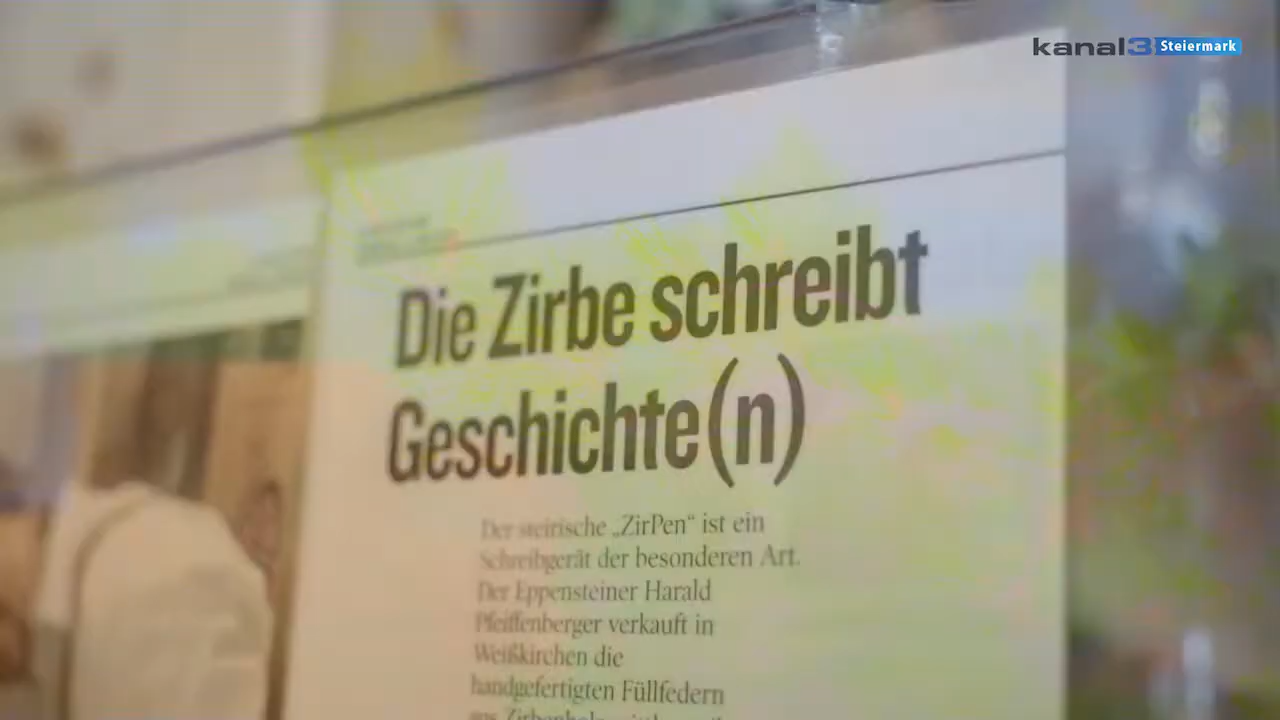 kanal3 Steiermark
Die Zirbe schreibt
Geschichte(n)
Der steirische „ZirPen“ ist ein
Schreibgerät der besonderen Art.
Der Eppensteiner Harald
Pfeiffenberger verkauft in
Weißkirchen die
handgefertigten Füllfedern